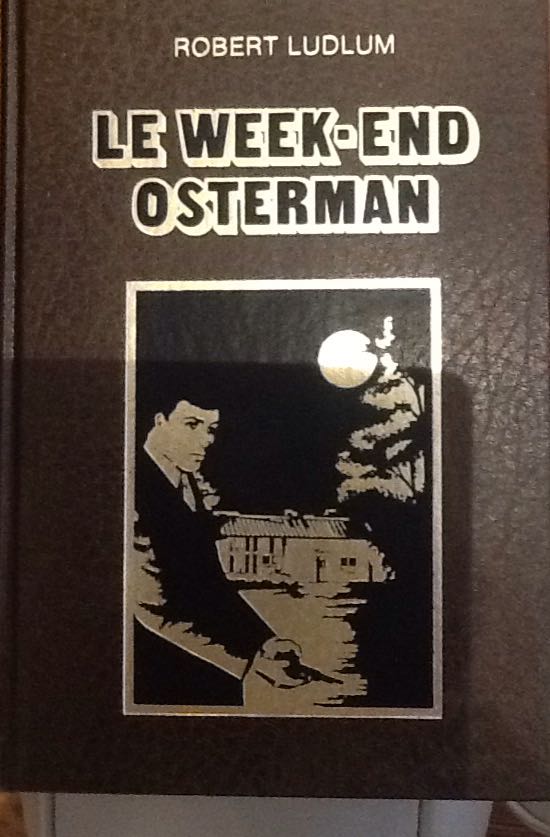 ROBERT LUDLUM
LE WEEK-END
OSTERMAN